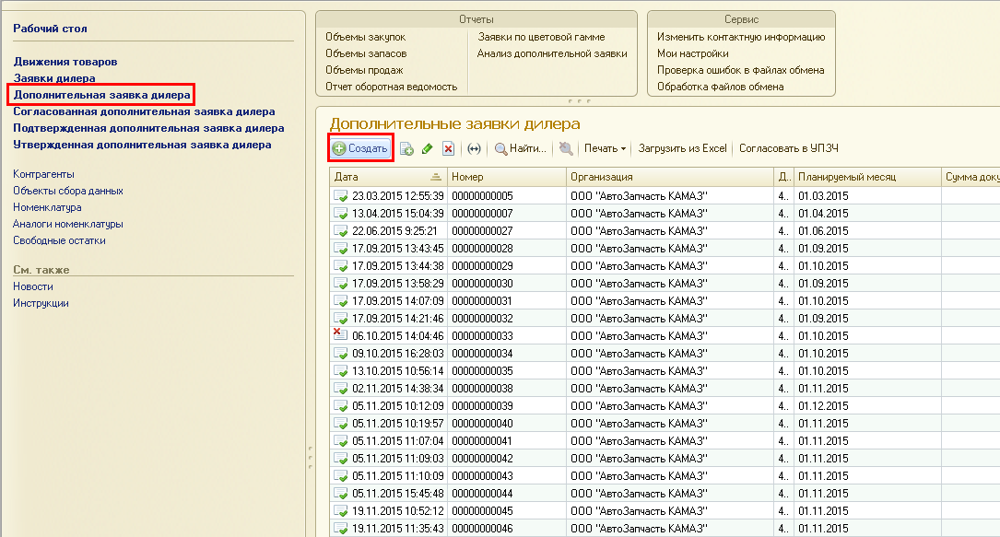 Рабочий стол
Движения товаров
Заявки дилера
Дополнительная заявка дилера
Согласованная дополнительная заявка дилера
Подтвержденная дополнительная заявка дилера
Утвержденная дополнительная заявка дилера
Контрагенты
Объекты сбора данных
Номенклатура
Аналоги номенклатуры
Свободные остатки
См. также
Новости
Инструкции
Отчеты
Объемы закупок
Объемы запасов
Объемы продаж
Отчет оборотная ведомость
Заявки по цветовой гамме
Анализ дополнительной заявки
Сервис
Изменить контактную информацию
Мои настройки
Проверка ошибок в файлах обмена
Обработка файлов обмена
Дополнительные заявки дилера
Создать Найти... Печать Загрузить из Excel Согласовать в УПЗЧ
Дата Номер Организация Д.. Планируемый месяц Сумма доку
23.03.2015 12:55:39 00000000005 ООО "АвтоЗапчасть КАМАЗ" 4.. 01.03.2015
13.04.2015 15:04:39 00000000007 ООО "АвтоЗапчасть КАМАЗ" 4.. 01.04.2015
22.06.2015 9:25:21 00000000027 ООО "АвтоЗапчасть КАМАЗ" 4.. 01.06.2015
17.09.2015 13:43:45 00000000028 ООО "АвтоЗапчасть КАМАЗ" 4.. 01.09.2015
17.09.2015 13:44:38 00000000029 ООО "АвтоЗапчасть КАМАЗ" 4.. 01.10.2015
17.09.2015 13:58:29 00000000030 ООО "АвтоЗапчасть КАМАЗ" 4.. 01.09.2015
17.09.2015 14:07:09 00000000031 ООО "АвтоЗапчасть КАМАЗ" 4.. 01.10.2015
17.09.2015 14:21:46 00000000032 ООО "АвтоЗапчасть КАМАЗ" 4.. 01.09.2015
06.10.2015 14:04:46 00000000033 ООО "АвтоЗапчасть КАМАЗ" 4.. 01.10.2015
09.10.2015 16:28:03 00000000034 ООО "АвтоЗапчасть КАМАЗ" 4.. 01.10.2015
13.10.2015 10:56:14 00000000035 ООО "АвтоЗапчасть КАМАЗ" 4.. 01.10.2015
02.11.2015 14:38:34 00000000038 ООО "АвтоЗапчасть КАМАЗ" 4.. 01.11.2015
05.11.2015 10:12:09 00000000039 ООО "АвтоЗапчасть КАМАЗ" 4.. 01.12.2015
05.11.2015 10:19:57 00000000040 ООО "АвтоЗапчасть КАМАЗ" 4.. 01.11.2015
05.11.2015 11:07:04 00000000041 ООО "АвтоЗапчасть КАМАЗ" 4.. 01.11.2015
05.11.2015 11:09:03 00000000042 ООО "АвтоЗапчасть КАМАЗ" 4.. 01.11.2015
05.11.2015 11:10:09 00000000043 ООО "АвтоЗапчасть КАМАЗ" 4.. 01.11.2015
05.11.2015 15:45:48 00000000044 ООО "АвтоЗапчасть КАМАЗ" 4.. 01.11.2015
19.11.2015 10:52:12 00000000045 ООО "АвтоЗапчасть КАМАЗ" 4.. 01.11.2015
19.11.2015 11:35:43 00000000046 ООО "АвтоЗапчасть КАМАЗ" 4.. 01.11.2015